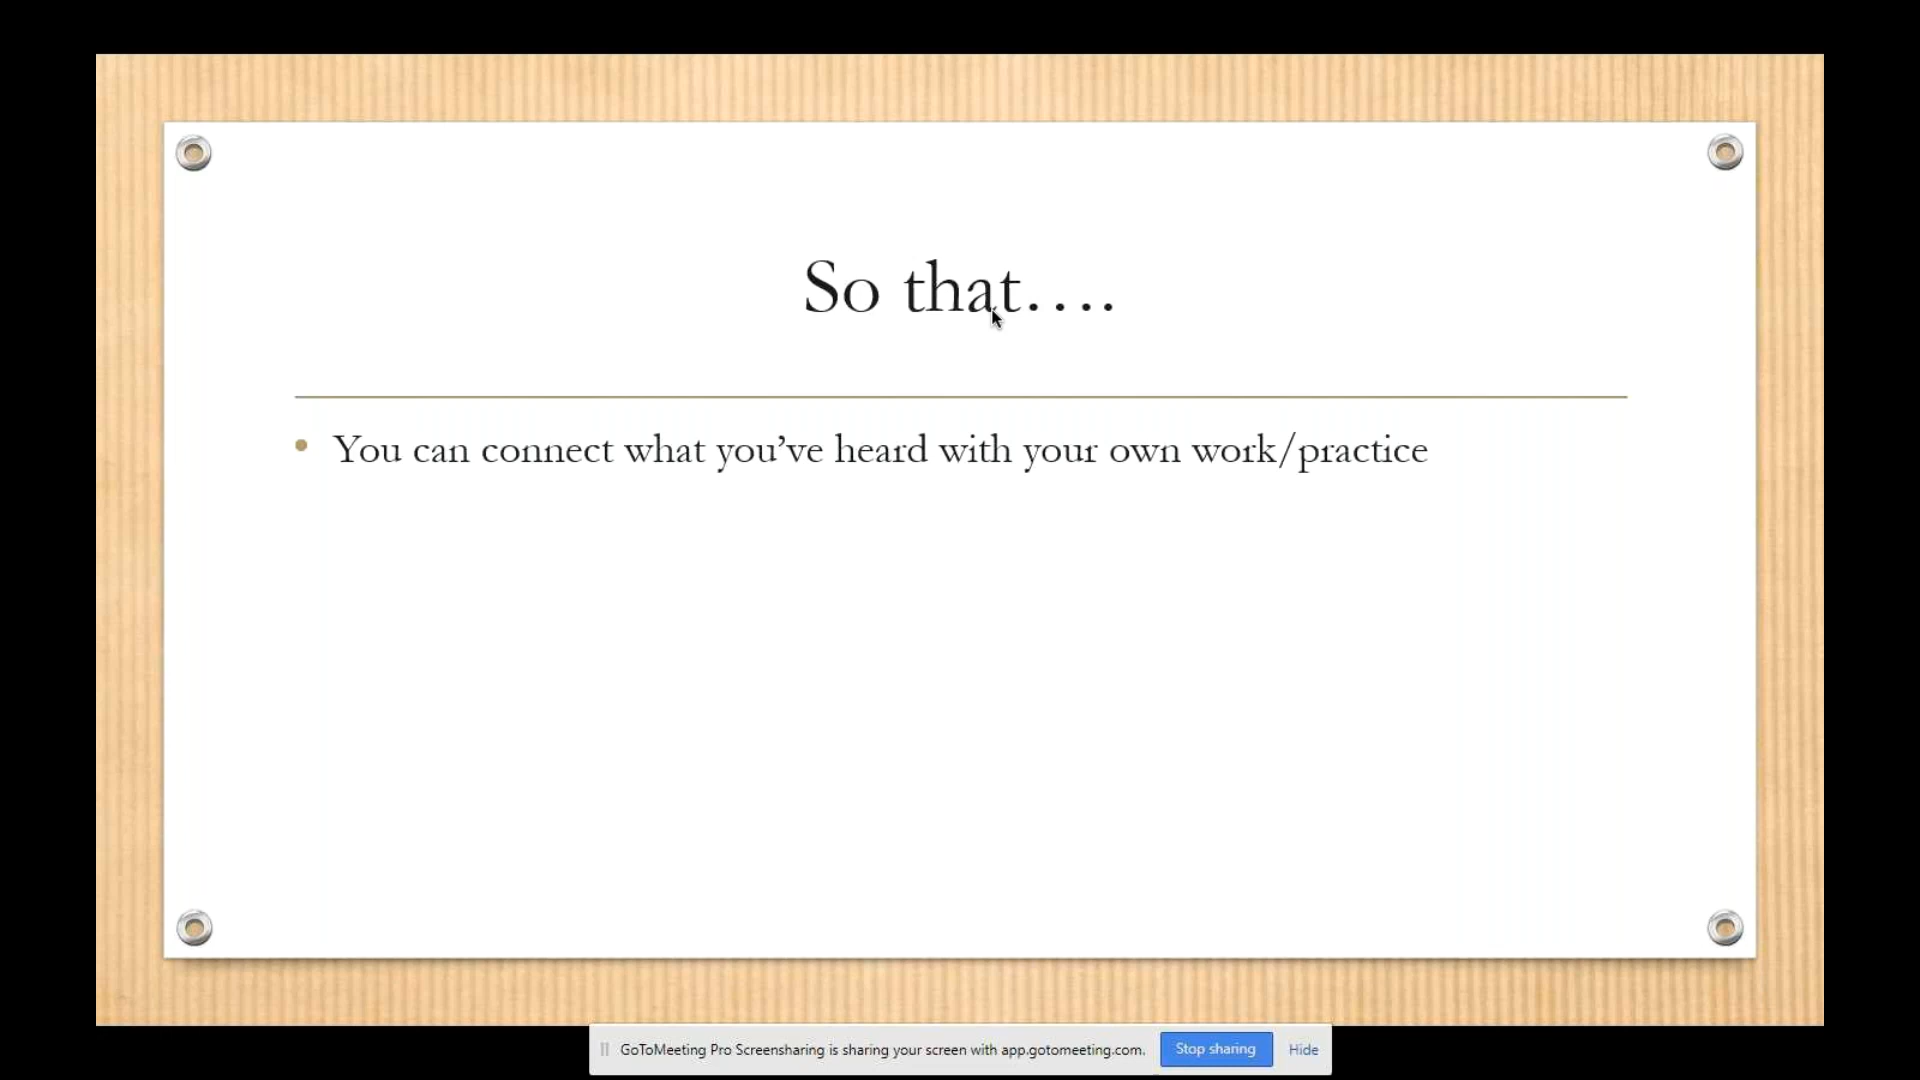 So that....
• You can connect what you’ve heard with your own work/practice
GoToMeeting Pro Screensharing is sharing your screen with app.gotomeeting.com. Stop sharing Hide